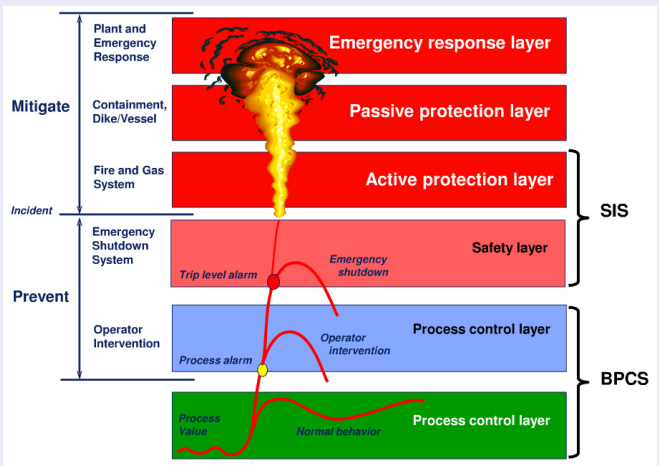 Plant and
Emergency
Response
Emergency response layer
Mitigate
Containment,
Dike/Vessel
Passive protection layer
Fire and Gas
System
Active protection layer
SIS
Incident
Emergency
Shutdown
System
Safety layer
Emergency
shutdown
Trip level alarm
Prevent
Operator
Intervention
Process control layer
Operator
intervention
Process alarm
BPCS
Process
Value
Normal behavior
Process control layer